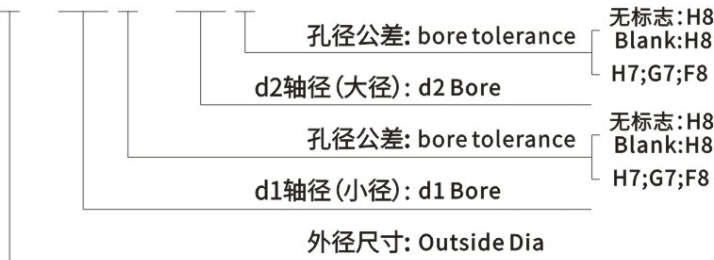 无标志:H8
孔径公差: bore tolerance
Blank:H8
H7;G7;F8
d2轴径(大径): d2 Bore
无标志:H8
孔径公差: bore tolerance
Blank:H8
H7;G7;F8
d1轴径(小径): d1 Bore
外径尺寸: Outside Dia